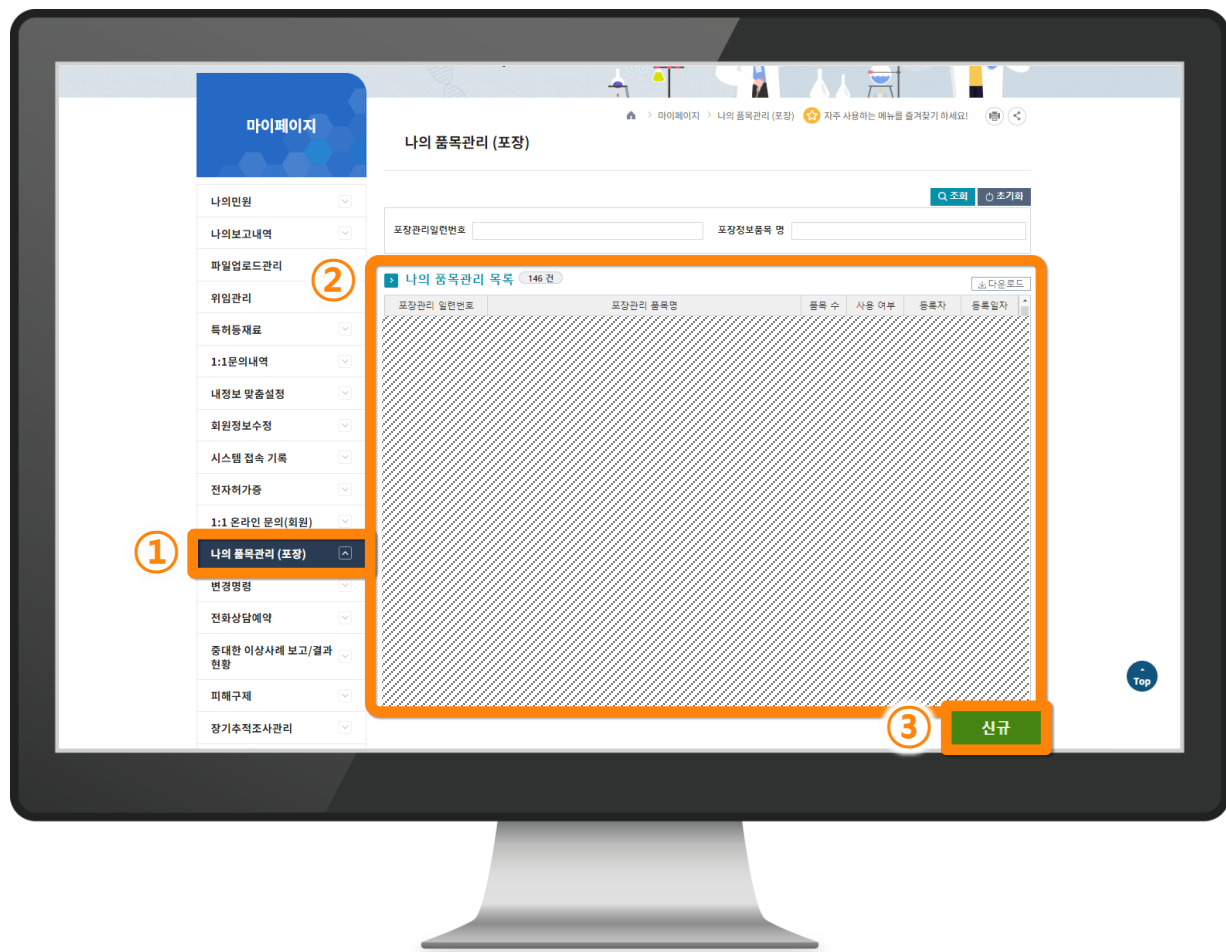 마이페이지
마이페이지 > 나의 품목관리 (포장) 자주 사용하는 메뉴를 즐겨찾기 하세요!
나의 품목관리 (포장)
나의민원
나의보고내역
파일업로드관리
위임관리
특허등재료
1:1문의내역
내정보 맞춤설정
회원정보수정
시스템 접속 기록
전자허가증
1:1 온라인 문의(회원)
①
나의 품목관리 (포장)
변경명령
전화상담예약
중대한 이상사례 보고/결과
현황
피해구제
장기추적조사관리
조회 초기화
포장관리일련번호 포장정보품목 명
②
나의 품목관리 목록 146 건
다운로드
포장관리 일련번호 포장관리 품목명 품목 수 사용 여부 등록자 등록일자
Top
③ 신규